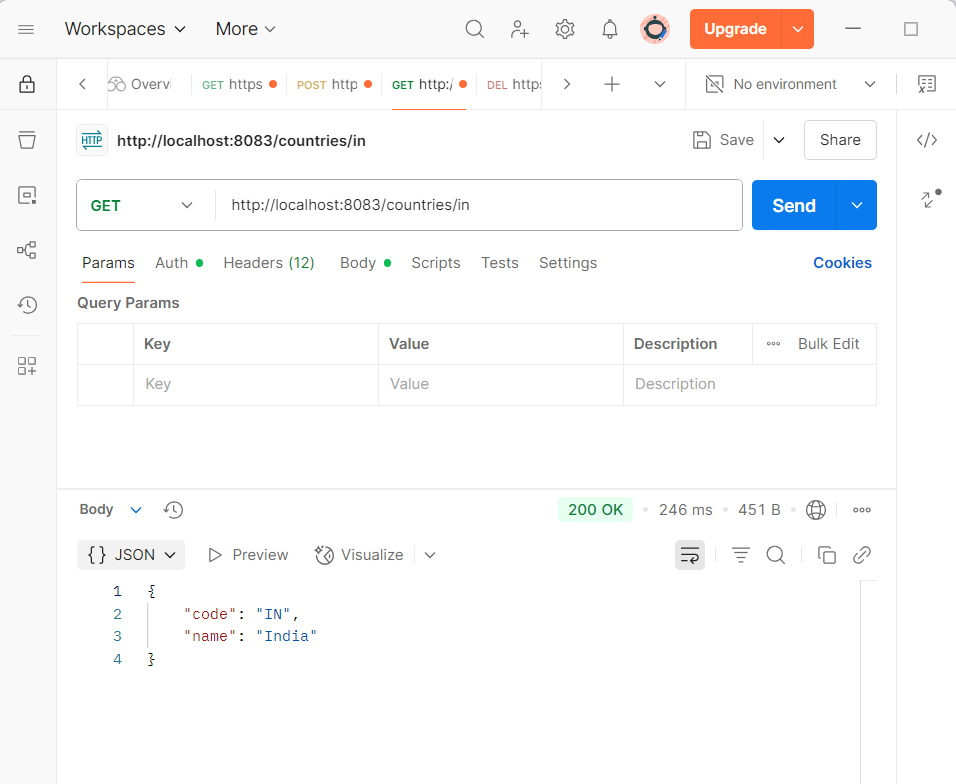 Workspaces More Upgrade
Overvi GET https POST http GET http:/ DEL https No environment
HTTP http://localhost:8083/countries/in Save Share
GET http://localhost:8083/countries/in Send
Params Auth Headers (12) Body Scripts Tests Settings Cookies
Query Params
Key Value Description Bulk Edit
Key Value Description
Body 200 OK 246 ms 451 B
{} JSON Preview Visualize
1 {
2 "code": "IN",
3 "name": "India"
4 }